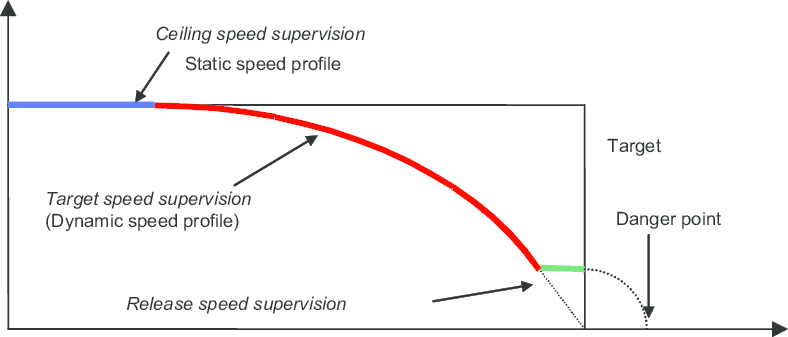 Ceiling speed supervision
Static speed profile
Target
Target speed supervision
(Dynamic speed profile)
Danger point
Release speed supervision